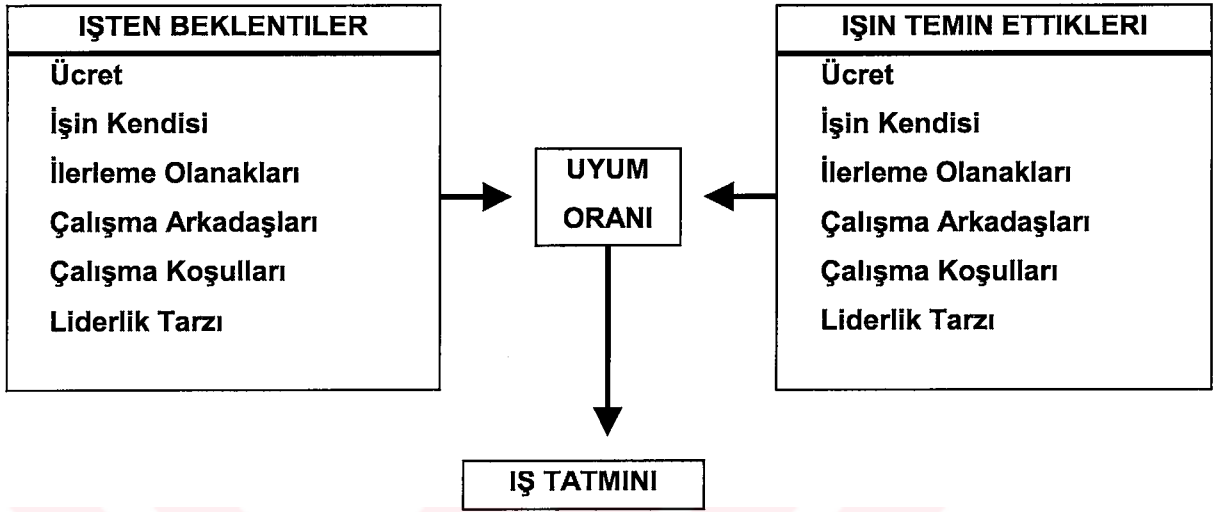 IŞTEN BEKLENTILER
Ücret
İşin Kendisi
İlerleme Olanakları
Çalışma Arkadaşları
Çalışma Koşulları
Liderlik Tarzı
UYUM
ORANI
IŞIN TEMIN ETTIKLERI
Ücret
İşin Kendisi
İlerleme Olanakları
Çalışma Arkadaşları
Çalışma Koşulları
Liderlik Tarzı
IŞ TATMINI